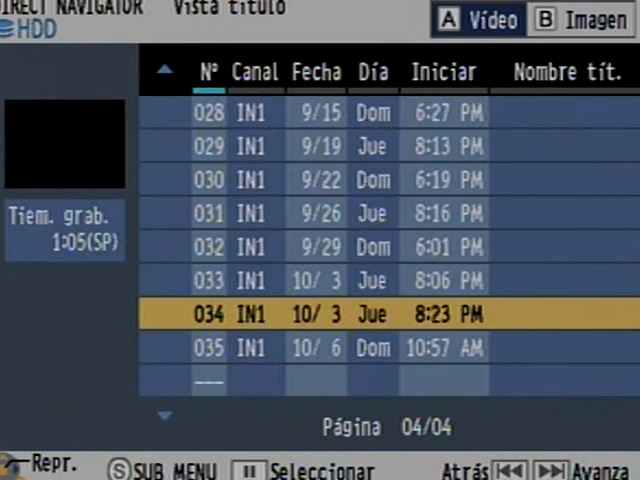 DIRECT NAVIGATOR Vista título
HDD
A Vídeo B Imagen
Nº Canal Fecha Día Iniciar Nombre tít.
028 IN1 9/15 Dom 6:27 PM
029 IN1 9/19 Jue 8:13 PM
030 IN1 9/22 Dom 6:19 PM
031 IN1 9/26 Jue 8:16 PM
032 IN1 9/29 Dom 6:01 PM
033 IN1 10/ 3 Jue 8:06 PM
034 IN1 10/ 3 Jue 8:23 PM
035 IN1 10/ 6 Dom 10:57 AM
---
Tiem. grab.
1:05(SP)
Página 04/04
Repr. S SUB MENU Seleccionar Atrás Avanza